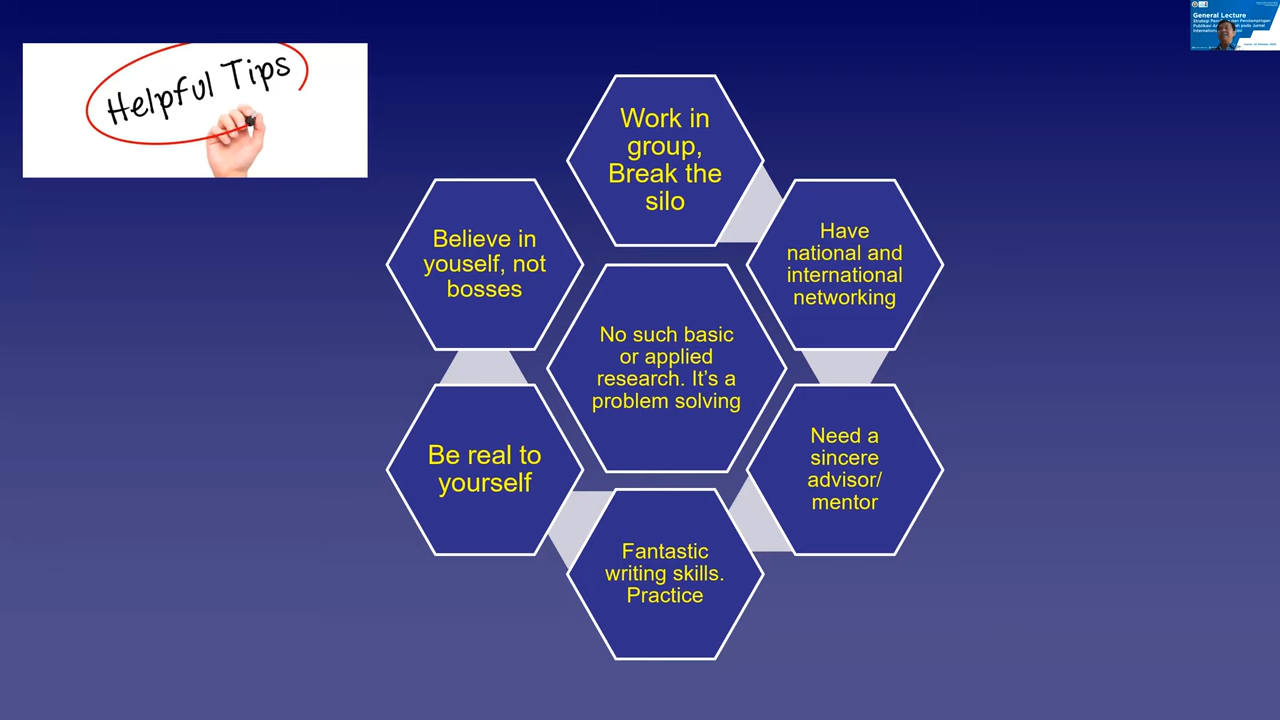 General Lecture
Helpful Tips
Work in
group,
Break the
silo
Have
national and
international
networking
Need a
sincere
advisor/
mentor
Fantastic
writing skills.
Practice
Be real to
yourself
Believe in
youself, not
bosses
No such basic
or applied
research. It's a
problem solving